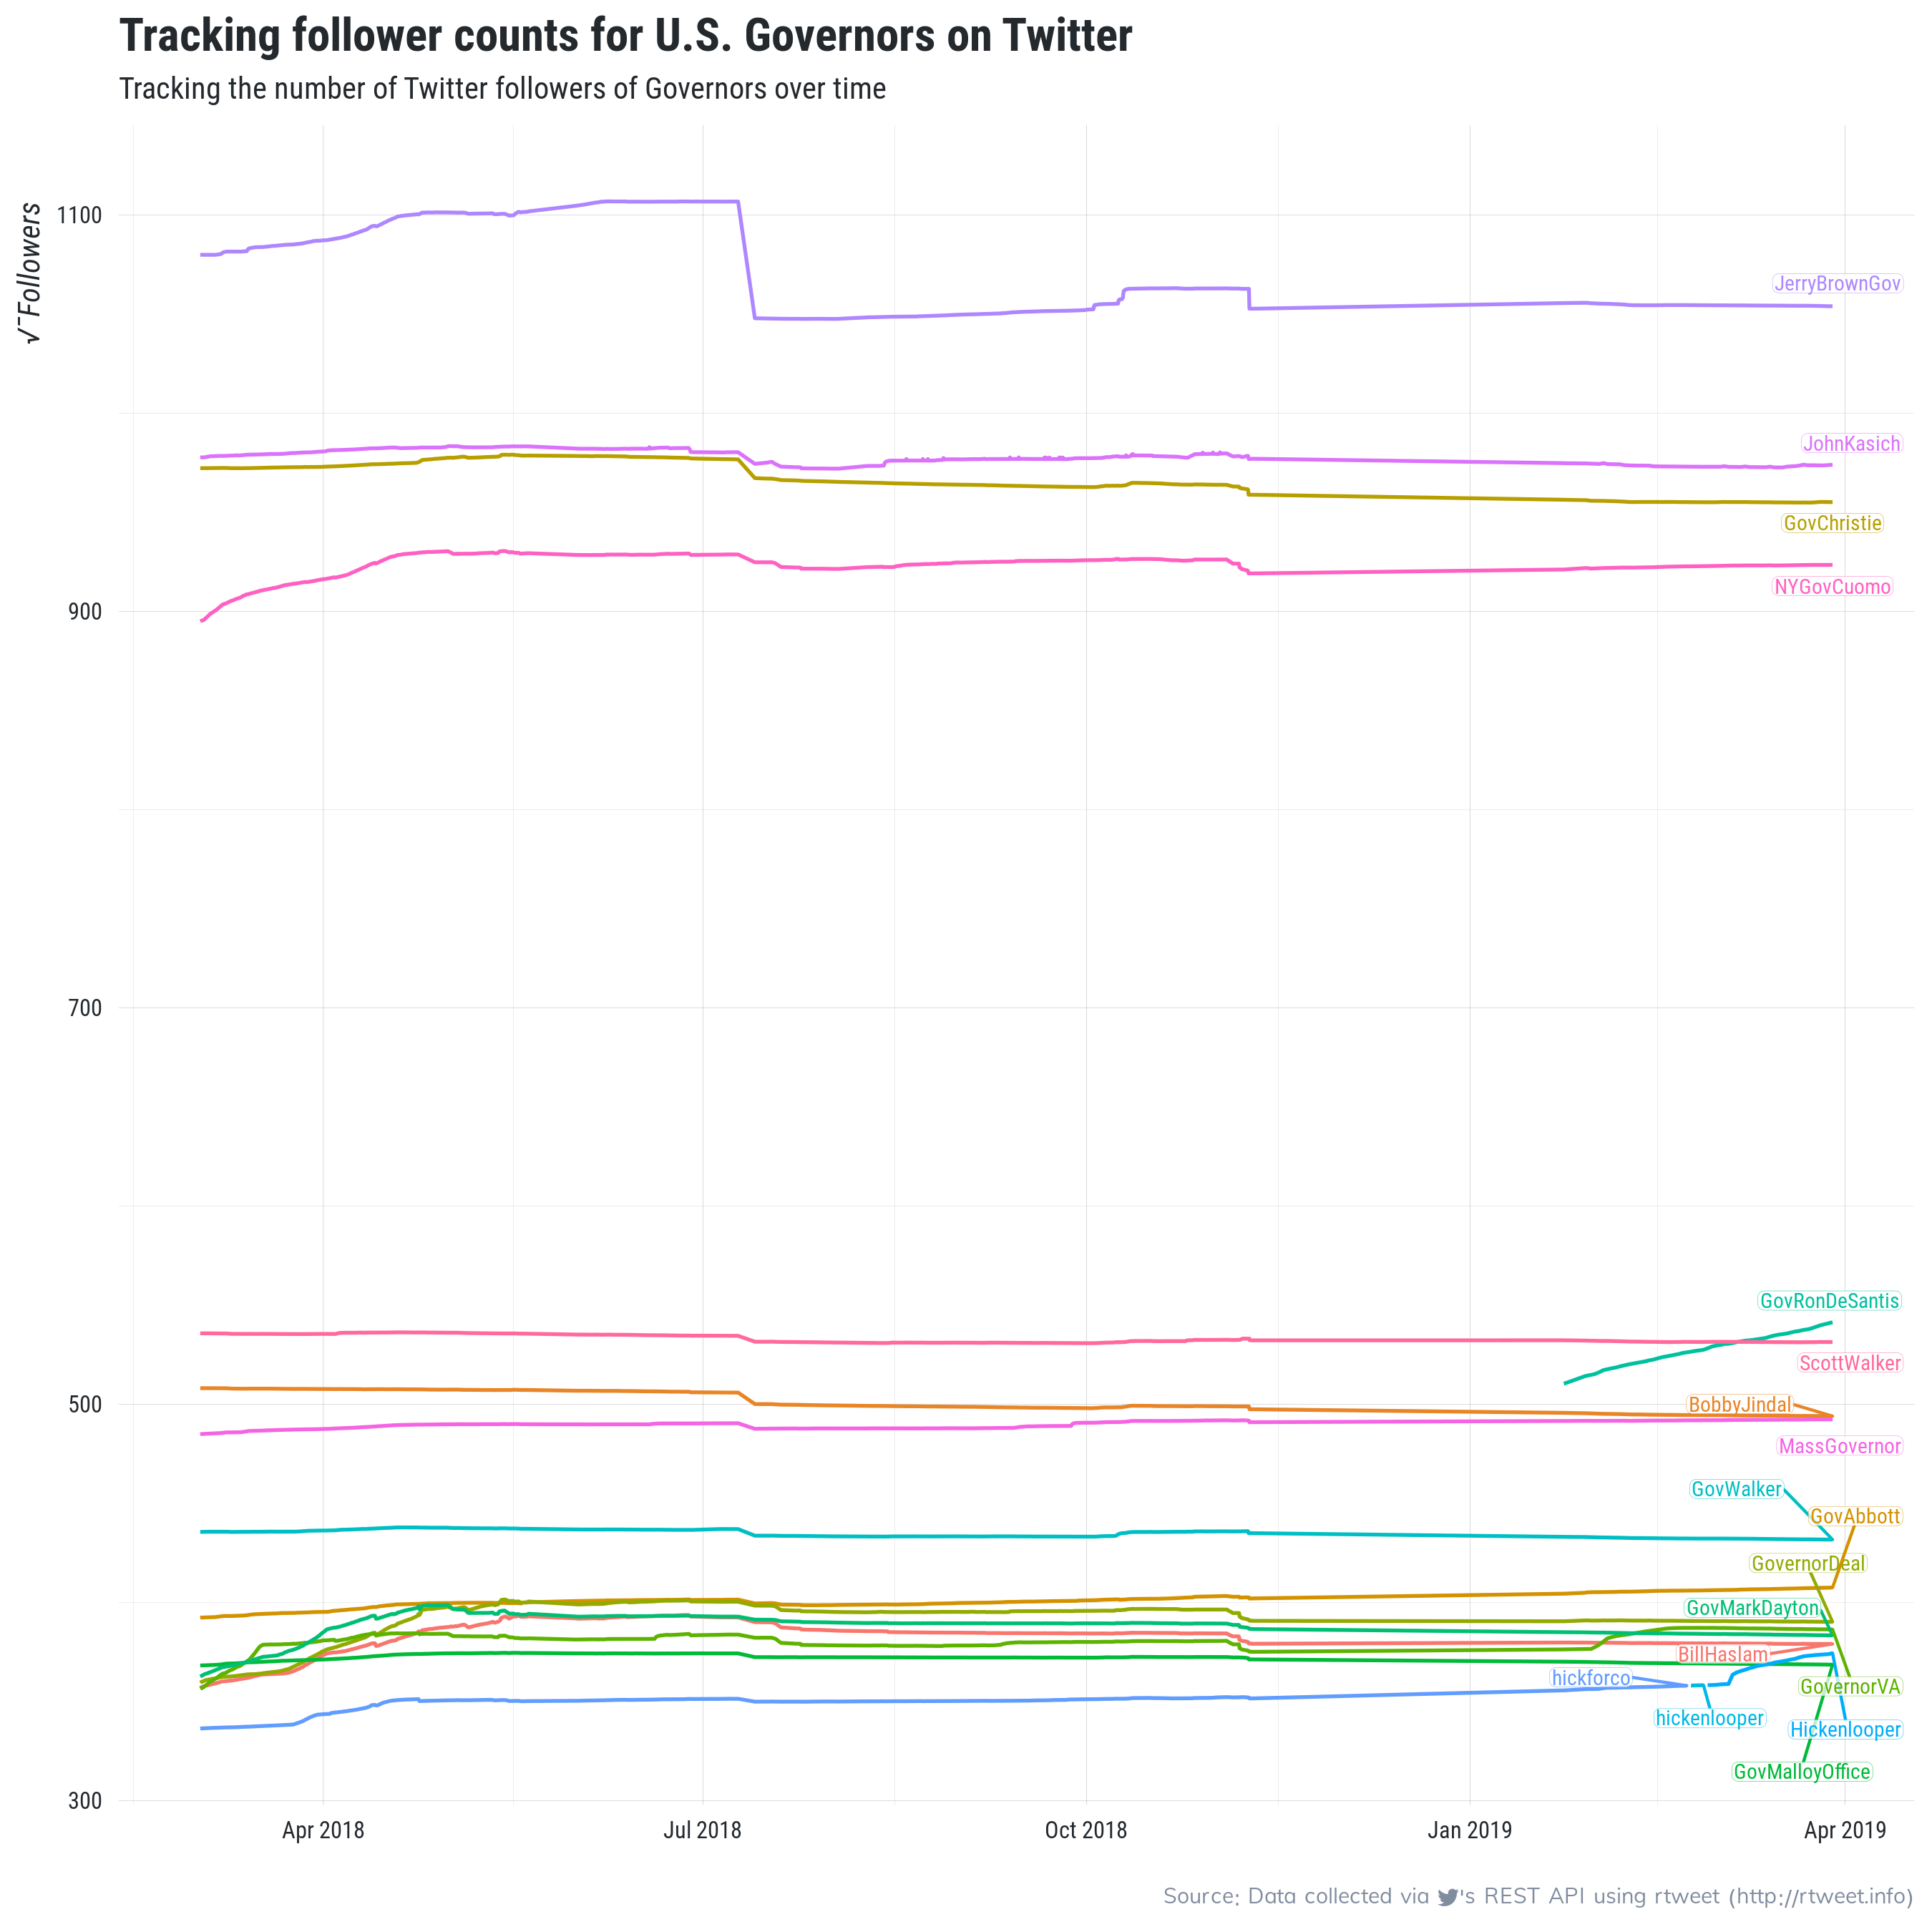 Tracking follower counts for U.S. Governors on Twitter
Tracking the number of Twitter followers of Governors over time
√¯Followers
1100
900
700
500
300
JerryBrownGov
JohnKasich
GovChristie
NYGovCuomo
GovRonDeSantis
ScottWalker
BobbyJindal
MassGovernor
GovWalker
GovAbbott
GovernorDeal
GovMarkDayton
BillHaslam
hickforco
GovernorVA
hickenlooper
Hickenlooper
GovMalloyOffice
Apr 2018
Jul 2018
Oct 2018
Jan 2019
Apr 2019
Source: Data collected via 's REST API using rtweet (http://rtweet.info)